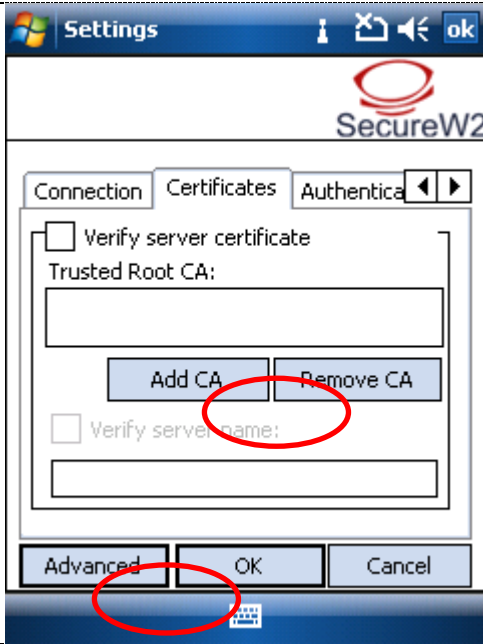 Settings ok
SecureW2
Connection Certificates Authentica
Verify server certificate
Trusted Root CA:
Add CA Remove CA
Verify server name:
Advanced OK Cancel